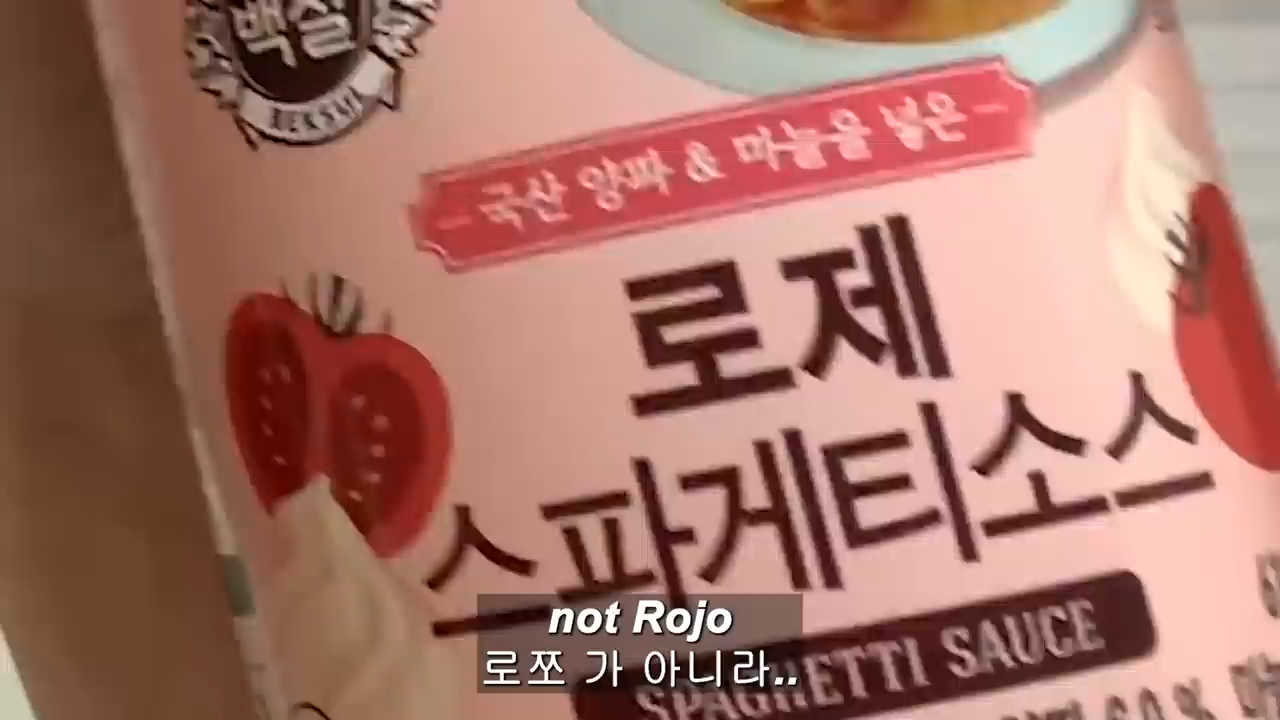 백설
BEKSUL
국산 양파 & 마늘을 넣은
로제
스파게티소스
SPAGHETTI SAUCE
not Rojo
로쪼 가 아니라..